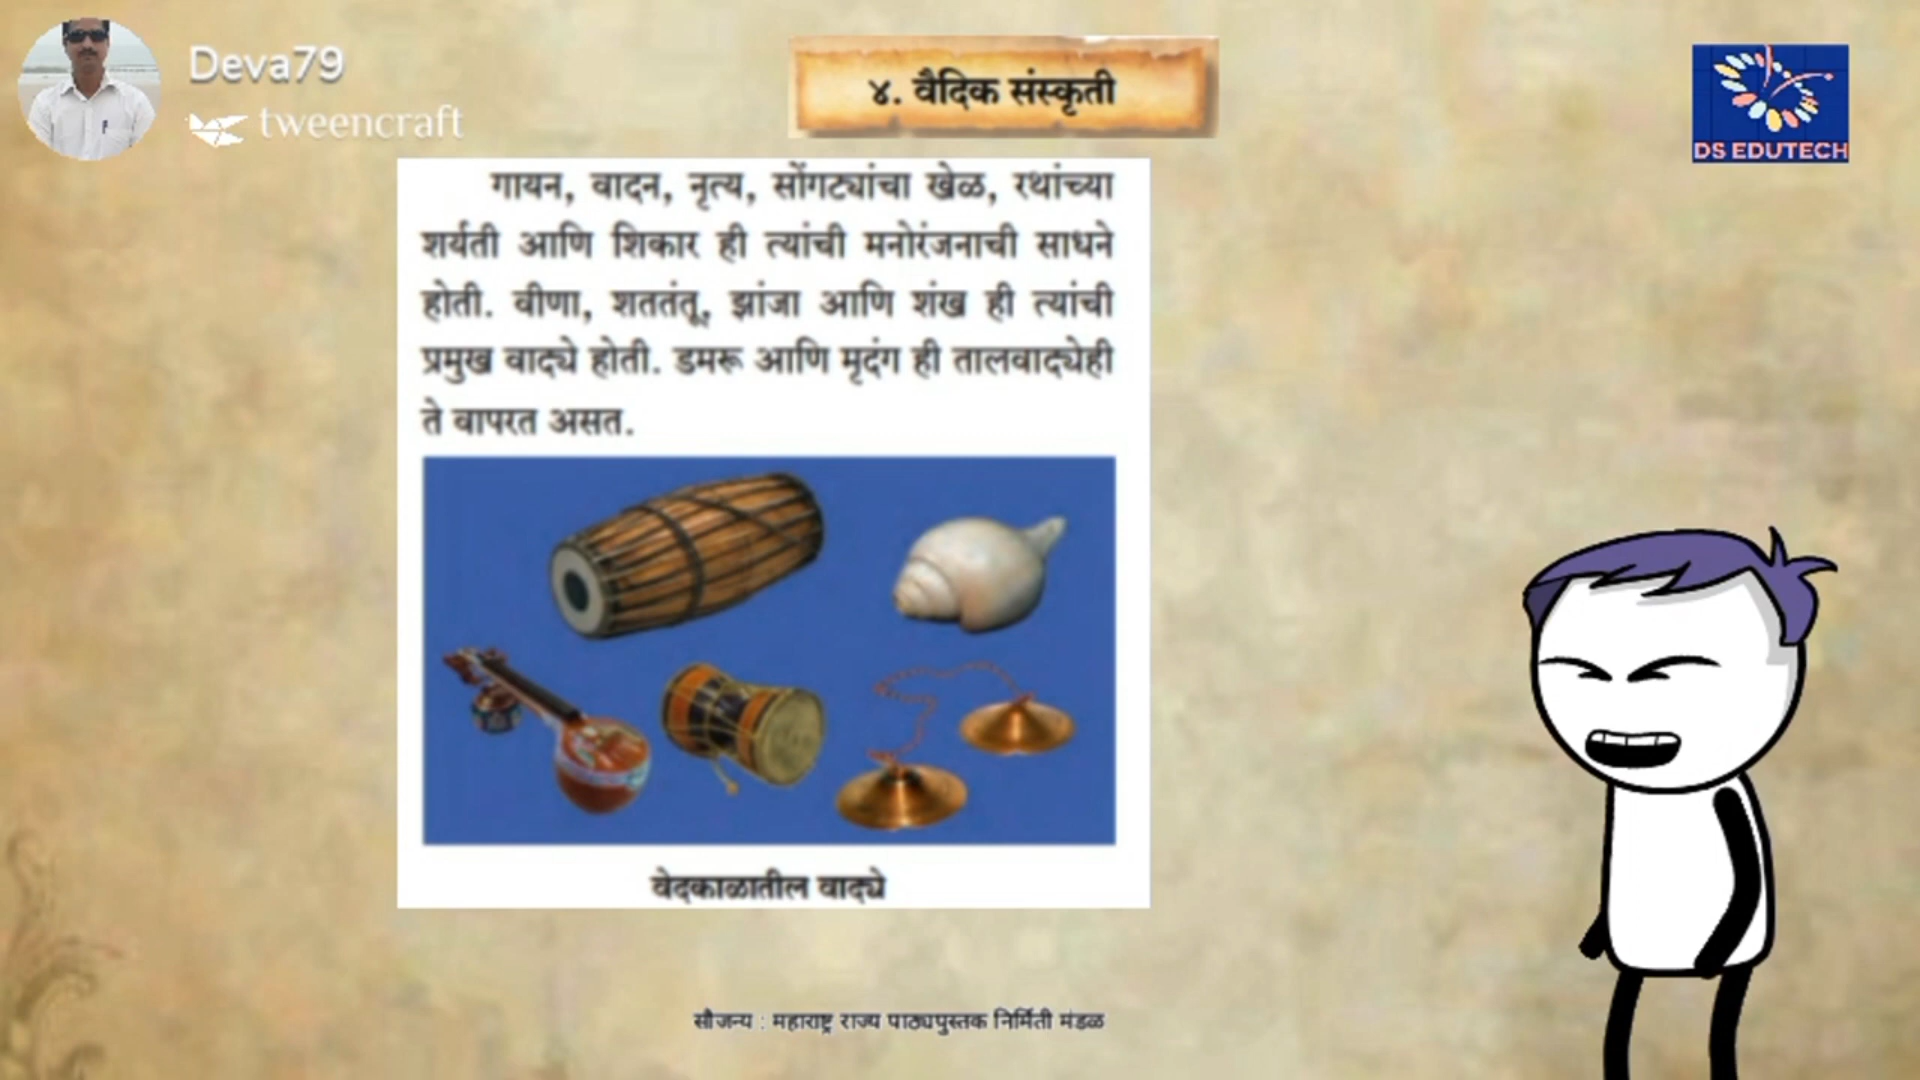 Deva79
tweencraft
४. वैदिक संस्कृती
DS EDUTECH
गायन, वादन, नृत्य, सोंगट्यांचा खेळ, रथांच्या
शर्यती आणि शिकार ही त्यांची मनोरंजनाची साधने
होती. वीणा, शततंतू, झांजा आणि शंख ही त्यांची
प्रमुख वाद्ये होती. डमरू आणि मृदंग ही तालवाद्येही
ते वापरत असत.
वेदकाळातील वाद्ये
सौजन्य : महाराष्ट्र राज्य पाठ्यपुस्तक निर्मिती मंडळ